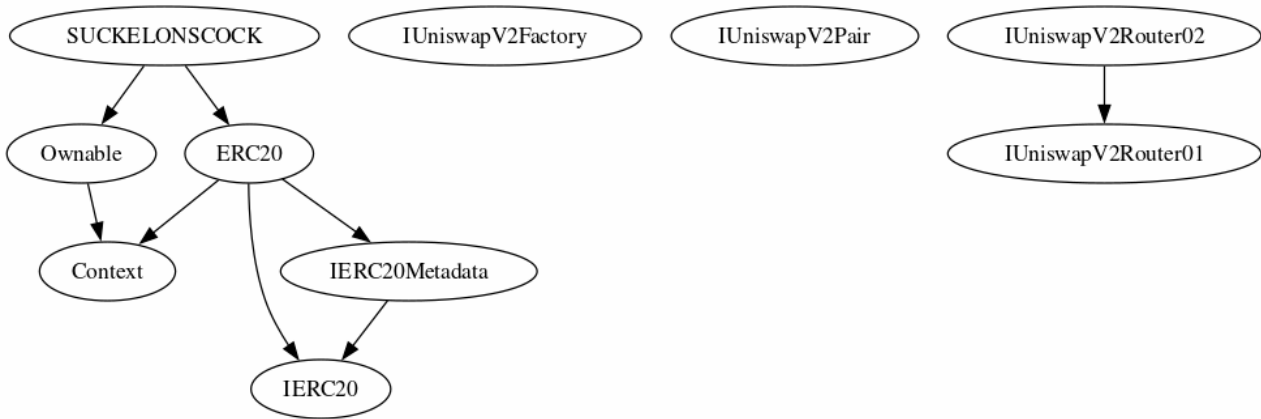 SUCKELONSCOCK
IUniswapV2Factory
IUniswapV2Pair
IUniswapV2Router02
Ownable
ERC20
IUniswapV2Router01
Context
IERC20Metadata
IERC20